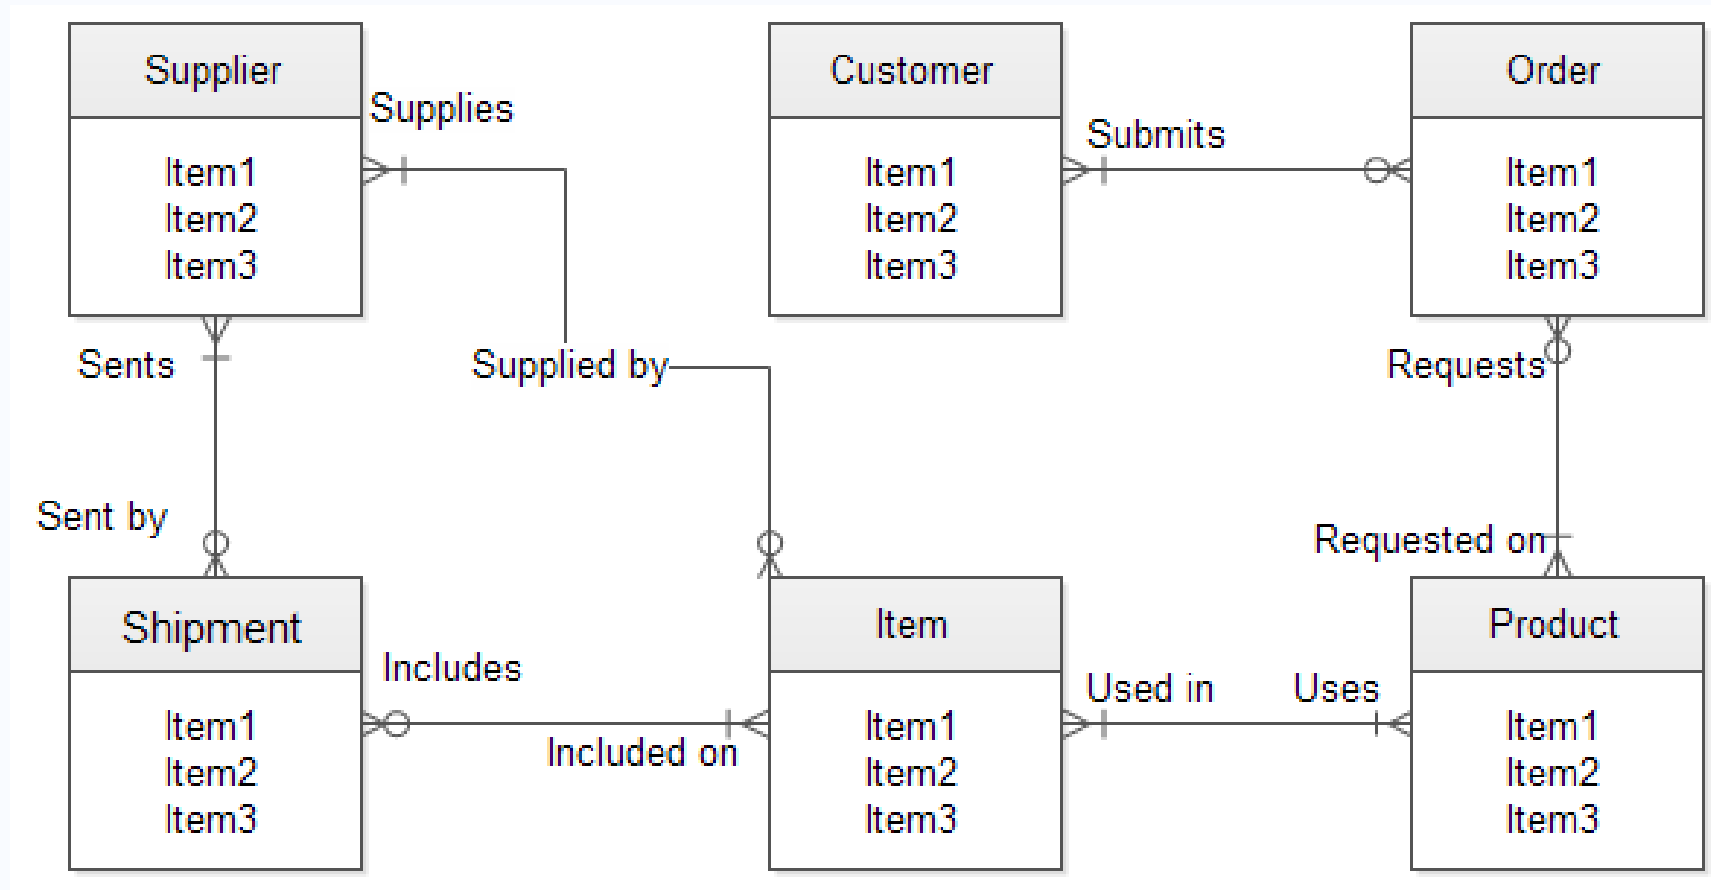 Supplier
Item1
Item2
Item3
Supplies
Customer
Item1
Item2
Item3
Submits
Order
Item1
Item2
Item3
Sents
Supplied by
Requests
Sent by
Requested on
Shipment
Item1
Item2
Item3
Includes
Included on
Item
Item1
Item2
Item3
Used in
Uses
Product
Item1
Item2
Item3